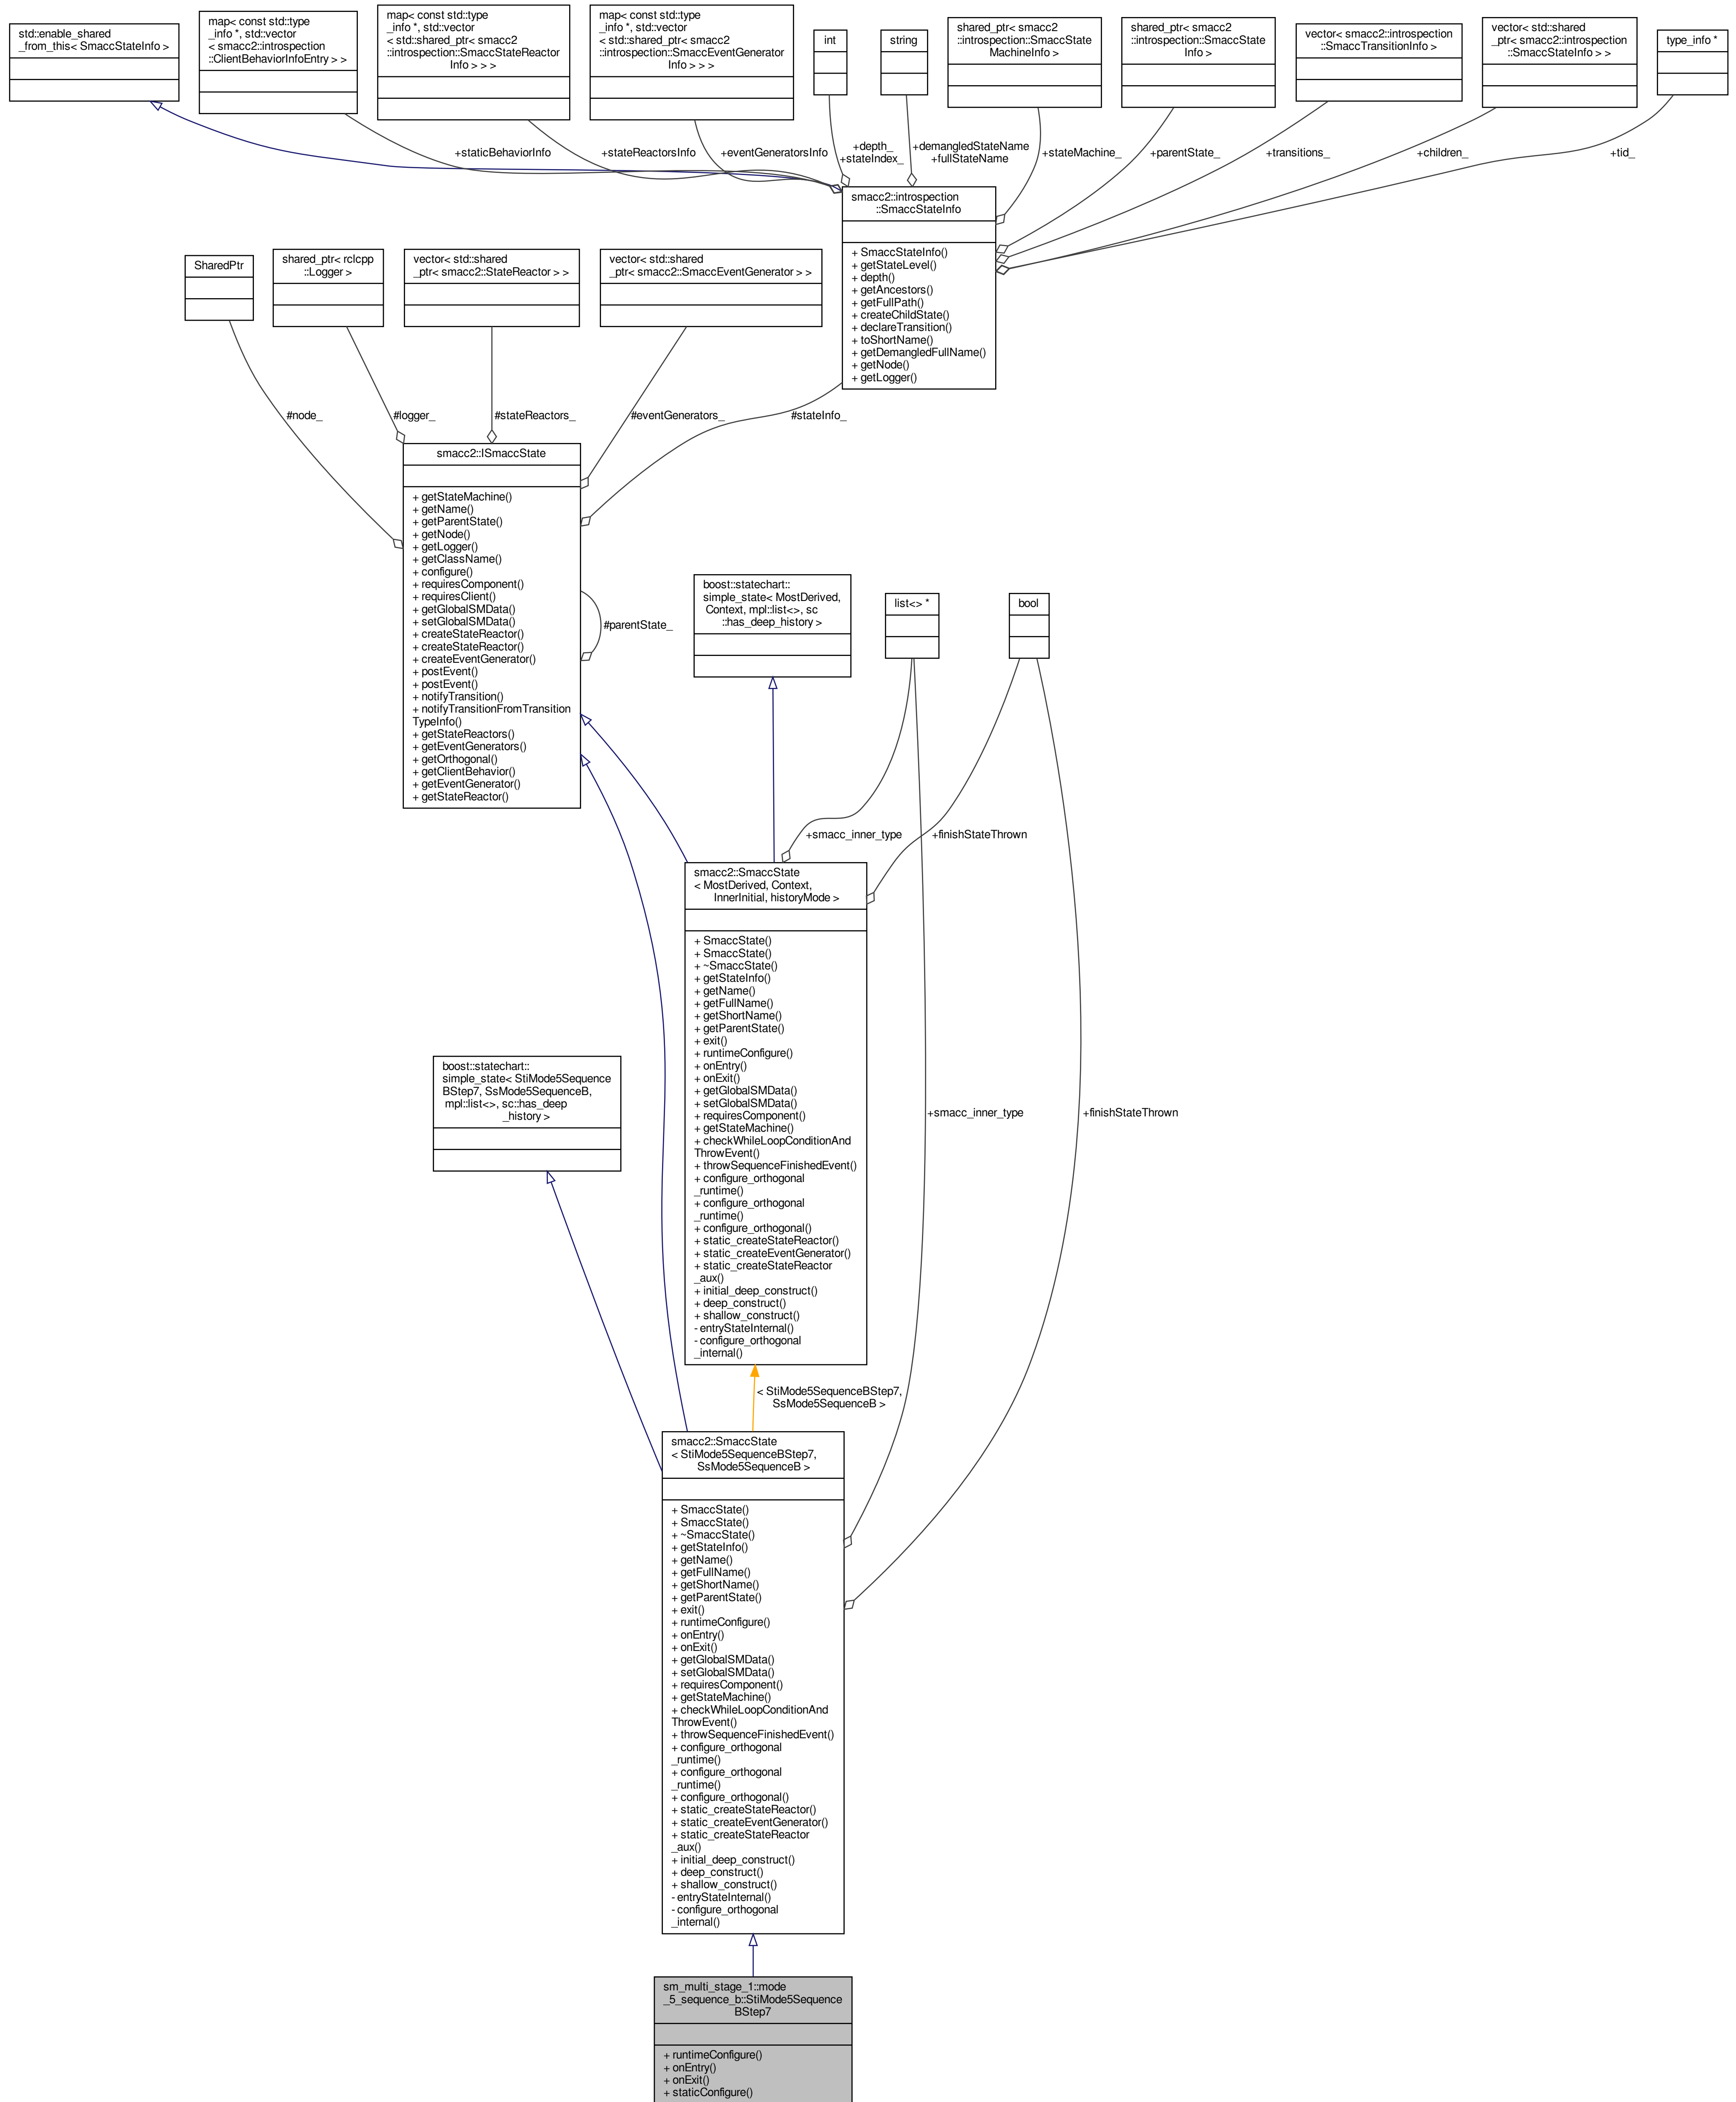 std::enable_shared
_from_this< SmaccStateInfo >
map< const std::type
_info *, std::vector
< smacc2::introspection
::ClientBehaviorInfoEntry > >
map< const std::type
_info *, std::vector
< std::shared_ptr< smacc2
::introspection::SmaccStateReactor
Info > > >
map< const std::type
_info *, std::vector
< std::shared_ptr< smacc2
::introspection::SmaccEventGenerator
Info > > >
int
string
shared_ptr< smacc2
::introspection::SmaccState
MachineInfo >
shared_ptr< smacc2
::introspection::SmaccState
Info >
vector< smacc2::introspection
::SmaccTransitionInfo >
vector< std::shared
_ptr< smacc2::introspection
::SmaccStateInfo > >
type_info *
+staticBehaviorInfo
+stateReactorsInfo
+eventGeneratorsInfo
+depth_
+stateIndex_
+demangledStateName
+fullStateName
+stateMachine_
+parentState_
+transitions_
+children_
+tid_
smacc2::introspection
::SmaccStateInfo
+ SmaccStateInfo()
+ getStateLevel()
+ depth()
+ getAncestors()
+ getFullPath()
+ createChildState()
+ declareTransition()
+ toShortName()
+ getDemangledFullName()
+ getNode()
+ getLogger()
SharedPtr
shared_ptr< rclcpp
::Logger >
vector< std::shared
_ptr< smacc2::StateReactor > >
vector< std::shared
_ptr< smacc2::SmaccEventGenerator > >
#node_
#logger_
#stateReactors_
#eventGenerators_
#stateInfo_
smacc2::ISmaccState
+ getStateMachine()
+ getName()
+ getParentState()
+ getNode()
+ getLogger()
+ getClassName()
+ configure()
+ requiresComponent()
+ requiresClient()
+ getGlobalSMData()
+ setGlobalSMData()
+ createStateReactor()
+ createStateReactor()
+ createEventGenerator()
+ postEvent()
+ postEvent()
+ notifyTransition()
+ notifyTransitionFromTransition
TypeInfo()
+ getStateReactors()
+ getEventGenerators()
+ getOrthogonal()
+ getClientBehavior()
+ getEventGenerator()
+ getStateReactor()
#parentState_
boost::statechart::
simple_state< MostDerived,
Context, mpl::list<>, sc
::has_deep_history >
list<> *
bool
+smacc_inner_type
+finishStateThrown
smacc2::SmaccState
< MostDerived, Context,
InnerInitial, historyMode >
+ SmaccState()
+ SmaccState()
+ ~SmaccState()
+ getStateInfo()
+ getName()
+ getFullName()
+ getShortName()
+ getParentState()
+ exit()
+ runtimeConfigure()
+ onEntry()
+ onExit()
+ getGlobalSMData()
+ setGlobalSMData()
+ requiresComponent()
+ getStateMachine()
+ checkWhileLoopConditionAnd
ThrowEvent()
+ throwSequenceFinishedEvent()
+ configure_orthogonal
_runtime()
+ configure_orthogonal
_runtime()
+ configure_orthogonal()
+ static_createStateReactor()
+ static_createEventGenerator()
+ static_createStateReactor
_aux()
+ initial_deep_construct()
+ deep_construct()
+ shallow_construct()
- entryStateInternal()
- configure_orthogonal
_internal()
boost::statechart::
simple_state< StiMode5Sequence
BStep7, SsMode5SequenceB,
mpl::list<>, sc::has_deep
_history >
+smacc_inner_type
+finishStateThrown
< StiMode5SequenceBStep7,
SsMode5SequenceB >
smacc2::SmaccState
< StiMode5SequenceBStep7,
SsMode5SequenceB >
+ SmaccState()
+ SmaccState()
+ ~SmaccState()
+ getStateInfo()
+ getName()
+ getFullName()
+ getShortName()
+ getParentState()
+ exit()
+ runtimeConfigure()
+ onEntry()
+ onExit()
+ getGlobalSMData()
+ setGlobalSMData()
+ requiresComponent()
+ getStateMachine()
+ checkWhileLoopConditionAnd
ThrowEvent()
+ throwSequenceFinishedEvent()
+ configure_orthogonal
_runtime()
+ configure_orthogonal
_runtime()
+ configure_orthogonal()
+ static_createStateReactor()
+ static_createEventGenerator()
+ static_createStateReactor
_aux()
+ initial_deep_construct()
+ deep_construct()
+ shallow_construct()
- entryStateInternal()
- configure_orthogonal
_internal()
sm_multi_stage_1::mode
_5_sequence_b::StiMode5Sequence
BStep7
+ runtimeConfigure()
+ onEntry()
+ onExit()
+ staticConfigure()